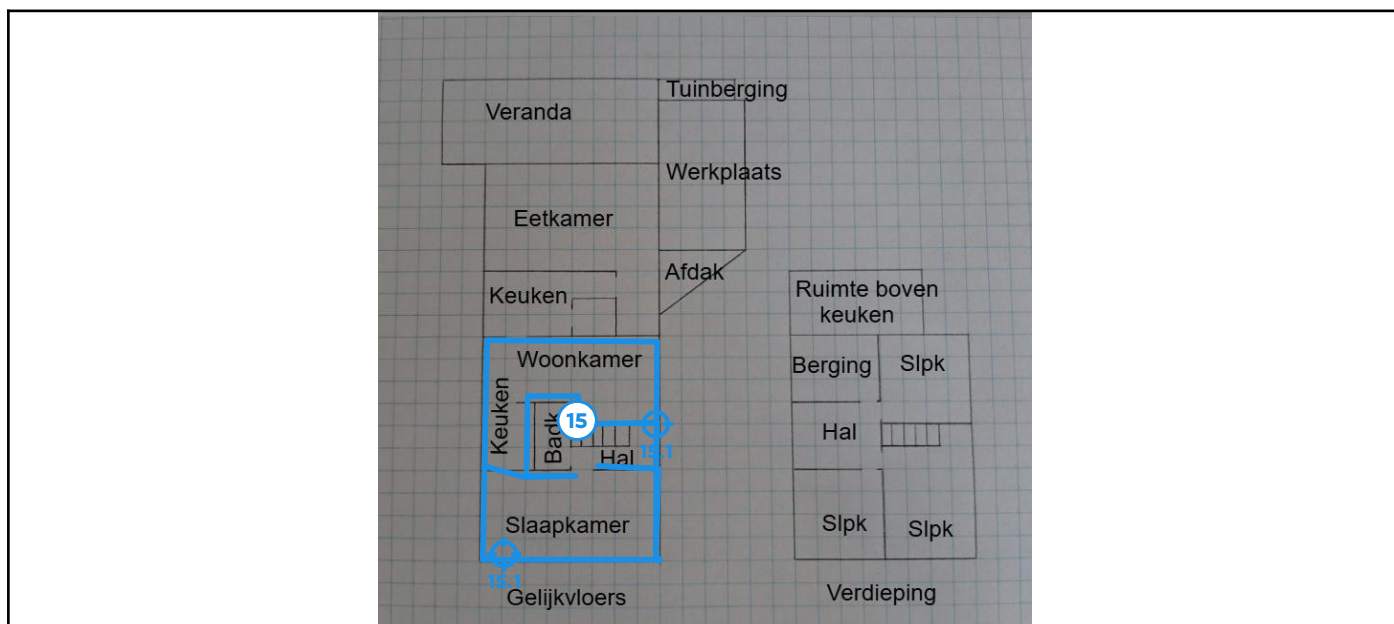 Tuinberging
Veranda
Werkplaats
Eetkamer
Afdak
Keuken
Ruimte boven
keuken
Woonkamer
Berging
Slpk
Keuken
Badk
15
15.1
Hal
Hal
Slaapkamer
Slpk
Slpk
15.1
Gelijkvloers
Verdieping